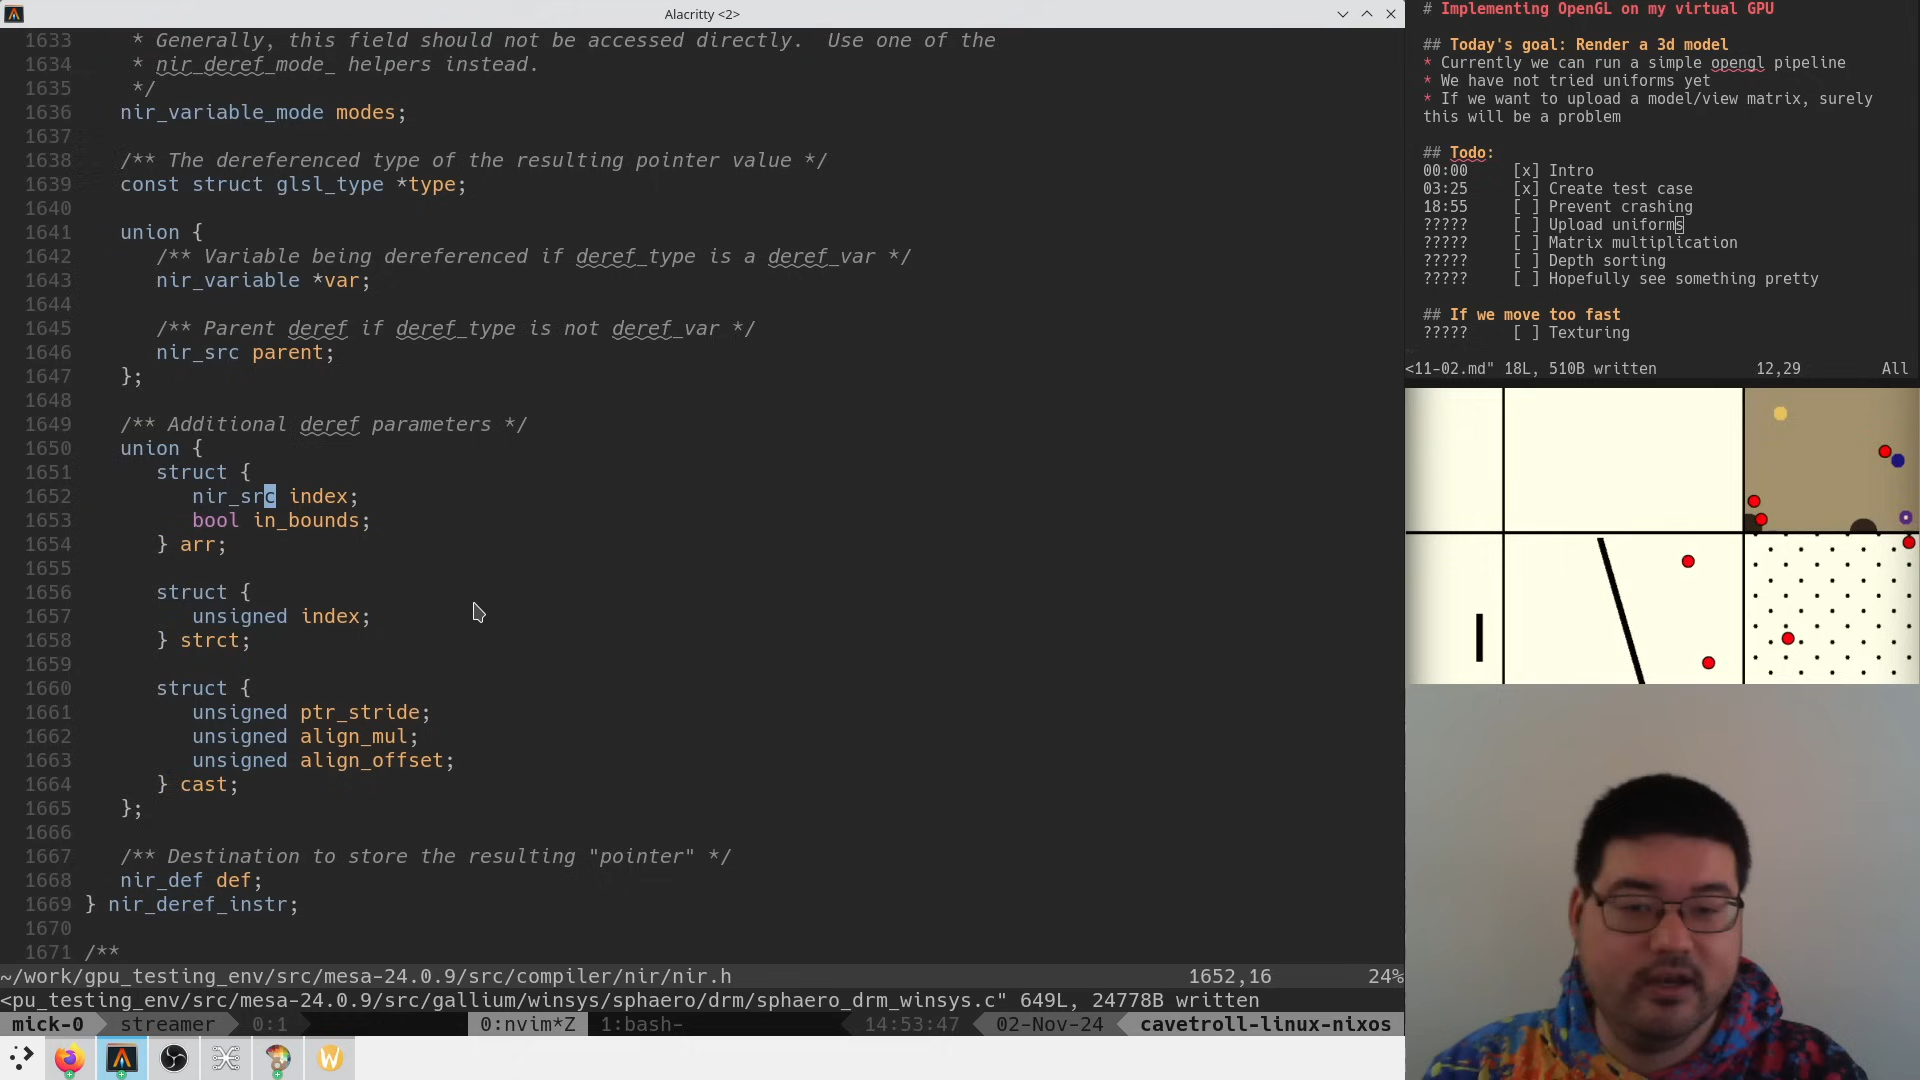 Alacritty <2>
1633     * Generally, this field should not be accessed directly.  Use one of the
1634     * nir_deref_mode_ helpers instead.
1635     */
1636    nir_variable_mode modes;
1637
1638    /** The dereferenced type of the resulting pointer value */
1639    const struct glsl_type *type;
1640
1641    union {
1642       /** Variable being dereferenced if deref_type is a deref_var */
1643       nir_variable *var;
1644
1645       /** Parent deref if deref_type is not deref_var */
1646       nir_src parent;
1647    };
1648
1649    /** Additional deref parameters */
1650    union {
1651       struct {
1652          nir_src index;
1653          bool in_bounds;
1654       } arr;
1655
1656       struct {
1657          unsigned index;
1658       } strct;
1659
1660       struct {
1661          unsigned ptr_stride;
1662          unsigned align_mul;
1663          unsigned align_offset;
1664       } cast;
1665    };
1666
1667    /** Destination to store the resulting "pointer" */
1668    nir_def def;
1669 } nir_deref_instr;
1670
1671 /**
~/work/gpu_testing_env/src/mesa-24.0.9/src/compiler/nir/nir.h 1652,16 24%
<pu_testing_env/src/mesa-24.0.9/src/gallium/winsys/sphaero/drm/sphaero_drm_winsys.c" 649L, 24778B written
mick-0 streamer 0:1 0:nvim*Z 1:bash- 14:53:47 02-Nov-24 cavetroll-linux-nixos
# Implementing OpenGL on my virtual GPU
## Today's goal: Render a 3d model
* Currently we can run a simple opengl pipeline
* We have not tried uniforms yet
* If we want to upload a model/view matrix, surely
this will be a problem
## Todo:
00:00 [x] Intro
03:25 [x] Create test case
18:55 [ ] Prevent crashing
????? [ ] Upload uniforms
????? [ ] Matrix multiplication
????? [ ] Depth sorting
????? [ ] Hopefully see something pretty
## If we move too fast
????? [ ] Texturing
<11-02.md" 18L, 510B written 12,29 All